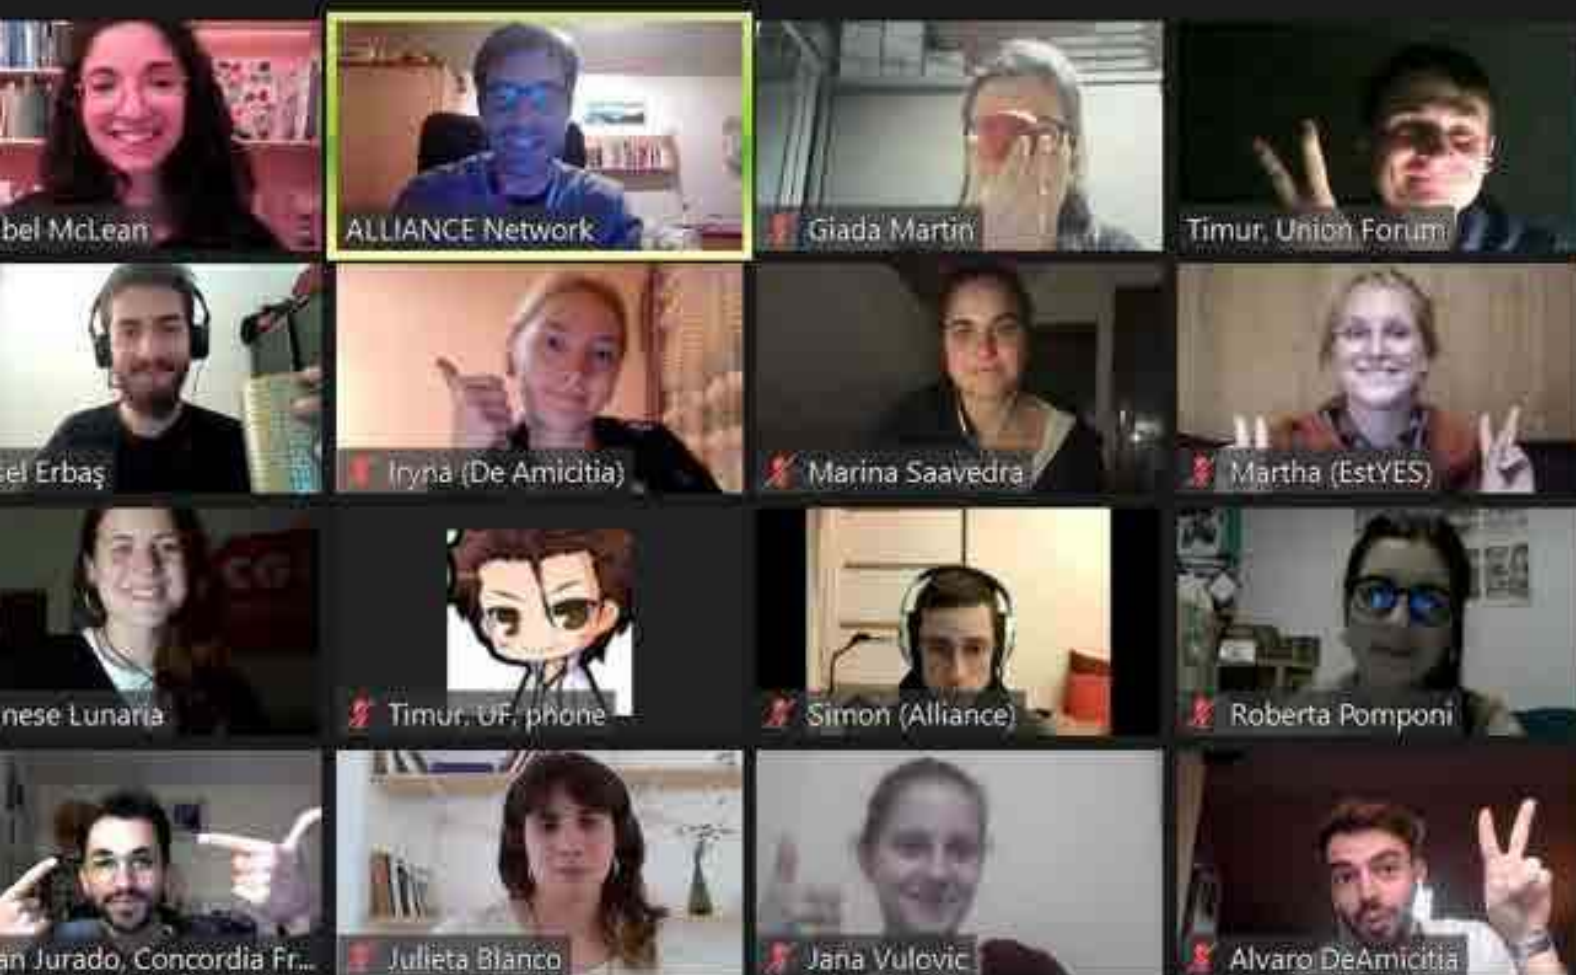 bel McLean
ALLIANCE Network
Giada Martin
Timur, Union Forum
sel Erbaş
Iryna (De Amicitia)
Marina Saavedra
Martha (EstYES)
CG
nese Lunaria
Timur, UF, phone
Simon (Alliance)
Roberta Pomponi
an Jurado, Concordia Fr...
Julieta Blanco
Jana Vulovic
Alvaro DeAmicitia